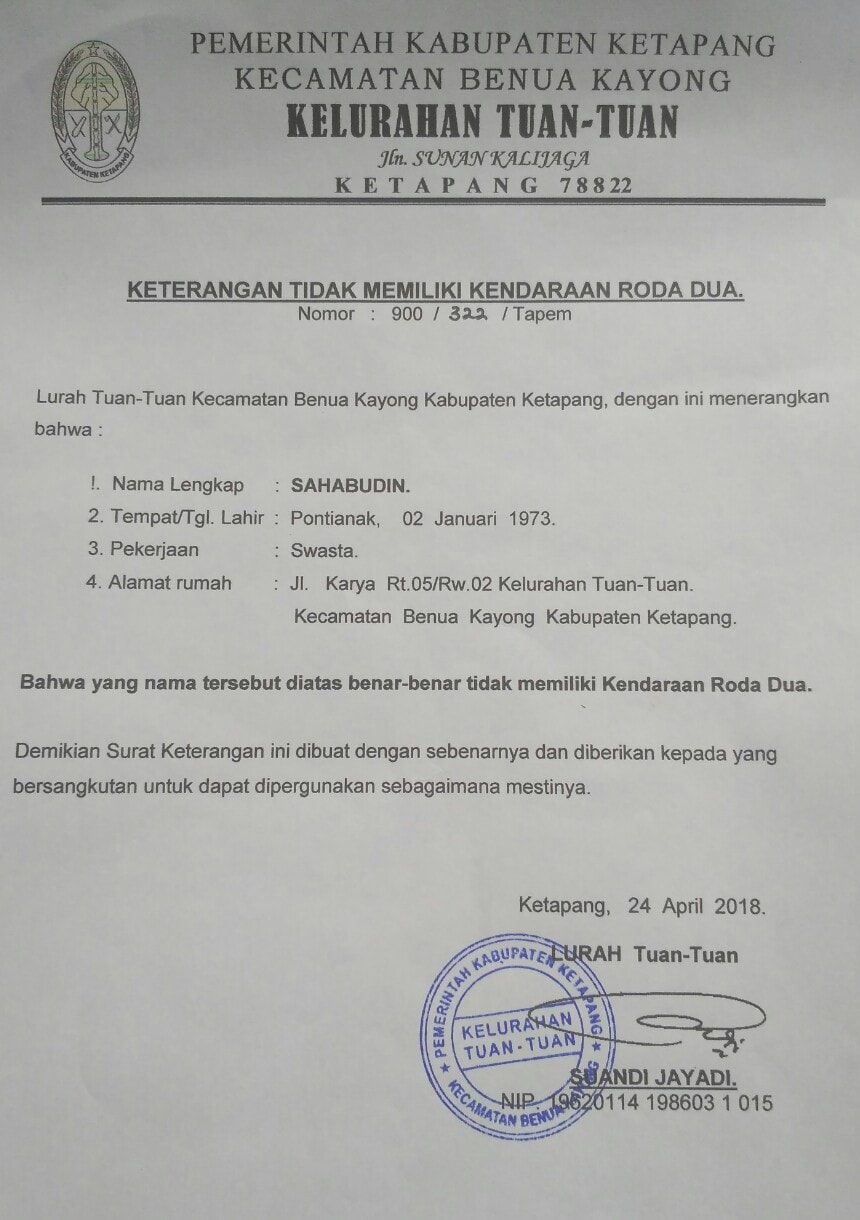 PEMERINTAH KABUPATEN KETAPANG
KECAMATAN BENUA KAYONG
KELURAHAN TUAN-TUAN
Jln. SUNAN KALIJAGA
KETAPANG 78822
KABUPATEN KETAPANG
KETERANGAN TIDAK MEMILIKI KENDARAAN RODA DUA.
Nomor : 900 / 322 / Tapem
Lurah Tuan-Tuan Kecamatan Benua Kayong Kabupaten Ketapang, dengan ini menerangkan
bahwa :
!. Nama Lengkap : SAHABUDIN.
2. Tempat/Tgl. Lahir : Pontianak, 02 Januari 1973.
3. Pekerjaan : Swasta.
4. Alamat rumah : Jl. Karya Rt.05/Rw.02 Kelurahan Tuan-Tuan.
Kecamatan Benua Kayong Kabupaten Ketapang.
Bahwa yang nama tersebut diatas benar-benar tidak memiliki Kendaraan Roda Dua.
Demikian Surat Keterangan ini dibuat dengan sebenarnya dan diberikan kepada yang
bersangkutan untuk dapat dipergunakan sebagaimana mestinya.
Ketapang, 24 April 2018.
LURAH Tuan-Tuan
PEMERINTAH KABUPATEN KETAPANG
KELURAHAN
TUAN-TUAN
KECAMATAN BENUA
SUANDI JAYADI.
NIP. 19620114 198603 1 015